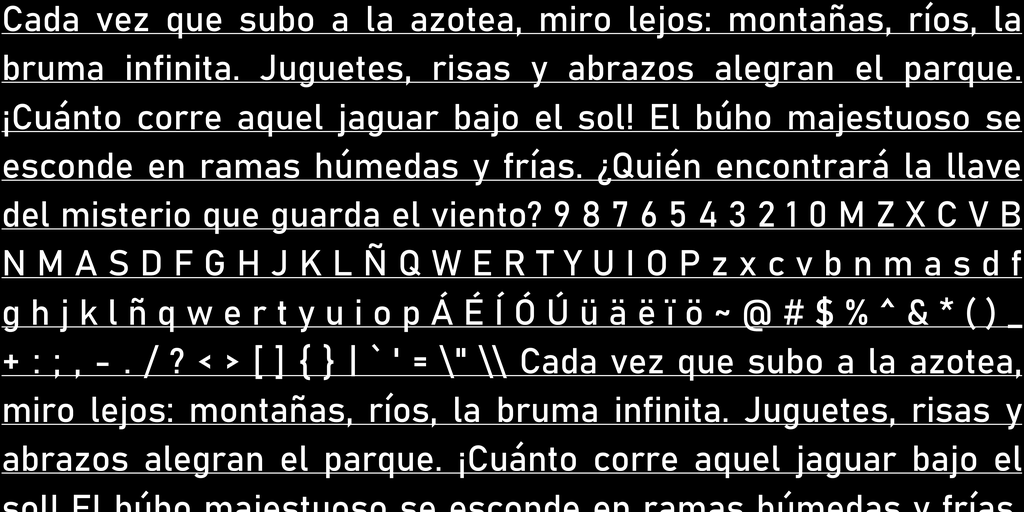 Cada vez que subo a la azotea, miro lejos: montañas, ríos, la
bruma infinita. Juguetes, risas y abrazos alegran el parque.
¡Cuánto corre aquel jaguar bajo el sol! El búho majestuoso se
esconde en ramas húmedas y frías. ¿Quién encontrará la llave
del misterio que guarda el viento? 9 8 7 6 5 4 3 2 1 0 M Z X C V B
N M A S D F G H J K L Ñ Q W E R T Y U I O P z x c v b n m a s d f
g h j k l ñ q w e r t y u i o p Á É Í Ó Ú ü ä ë ï ö ~ @ # $ % ^ & * ( ) _
+ : ; , - . / ? < > [ ] { } | ` ' = \" \\ Cada vez que subo a la azotea,
miro lejos: montañas, ríos, la bruma infinita. Juguetes, risas y
abrazos alegran el parque. ¡Cuánto corre aquel jaguar bajo el
sol! El búho majestuoso se esconde en ramas húmedas y frías.